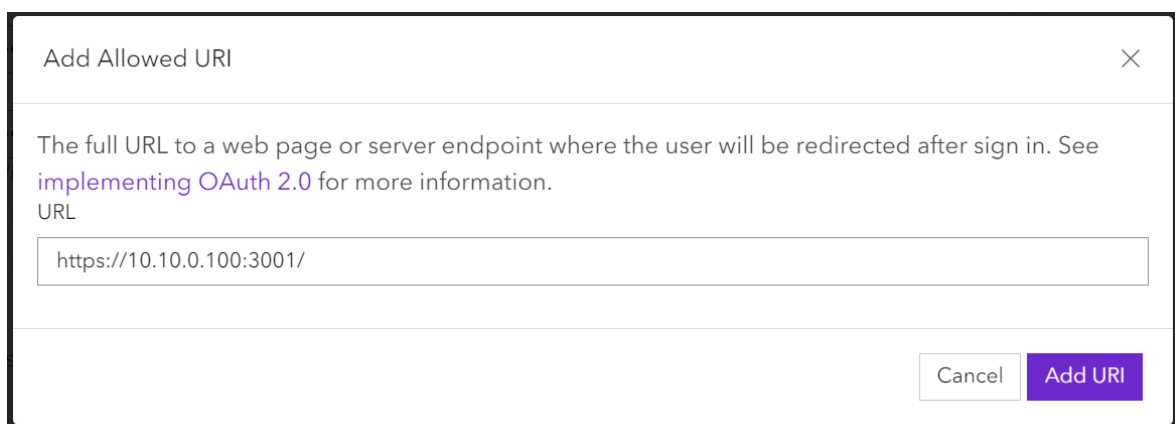 Add Allowed URI
The full URL to a web page or server endpoint where the user will be redirected after sign in. See
implementing OAuth 2.0 for more information.
URL
https://10.10.0.100:3001/
Cancel
Add URI